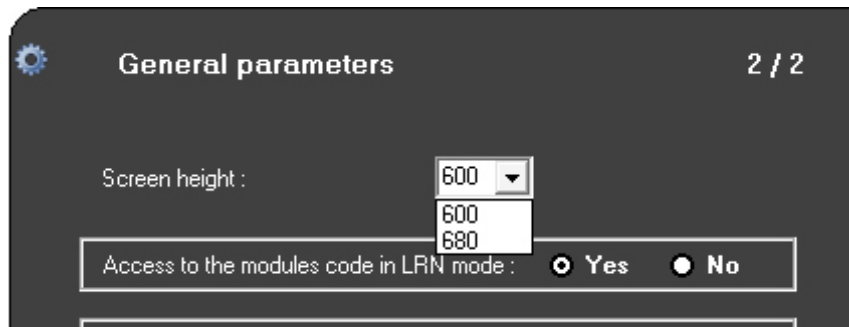 General parameters 2 / 2
Screen height : 600
600
680
Access to the modules code in LRN mode : Yes No